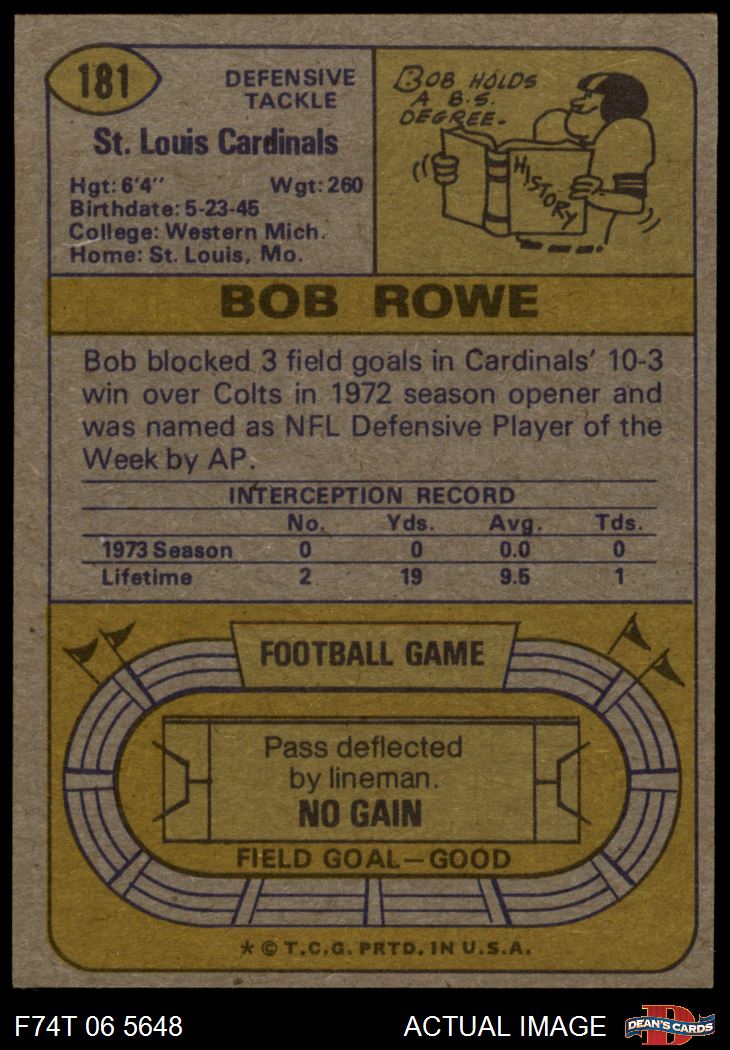 181
DEFENSIVE
TACKLE
St. Louis Cardinals
Hgt: 6'4" Wgt: 260
Birthdate: 5-23-45
College: Western Mich.
Home: St. Louis, Mo.
BOB HOLDS
A B.S.
DEGREE.
HISTORY
BOB ROWE
Bob blocked 3 field goals in Cardinals' 10-3
win over Colts in 1972 season opener and
was named as NFL Defensive Player of the
Week by AP.
INTERCEPTION RECORD
No. Yds. Avg. Tds.
1973 Season 0 0 0.0 0
Lifetime 2 19 9.5 1
FOOTBALL GAME
Pass deflected
by lineman.
NO GAIN
FIELD GOAL—GOOD
* © T.C.G. PRTD. IN U.S.A.
F74T 06 5648 ACTUAL IMAGE D DEAN'S CARDS